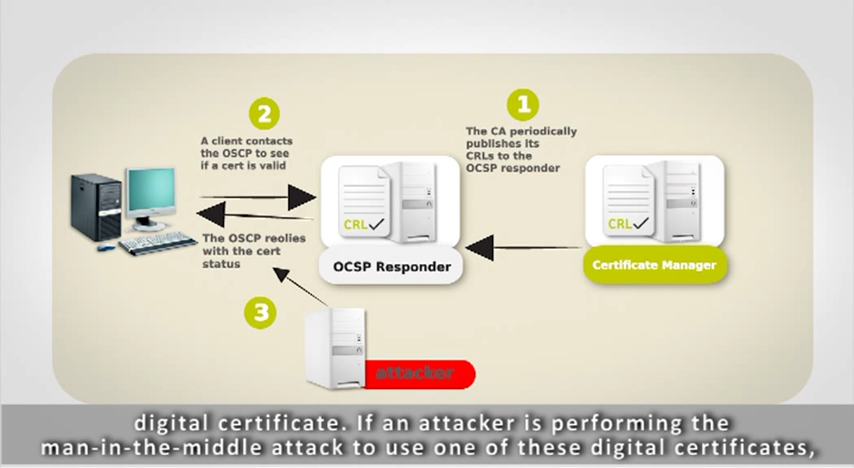 1
The CA periodically
publishes its
CRLs to the
OCSP responder
2
A client contacts
the OSCP to see
if a cert is valid
CRL
CRL
The OSCP reolies
with the cert
status
OCSP Responder
Certificate Manager
3
attacker
digital certificate. If an attacker is performing the
man-in-the-middle attack to use one of these digital certificates,